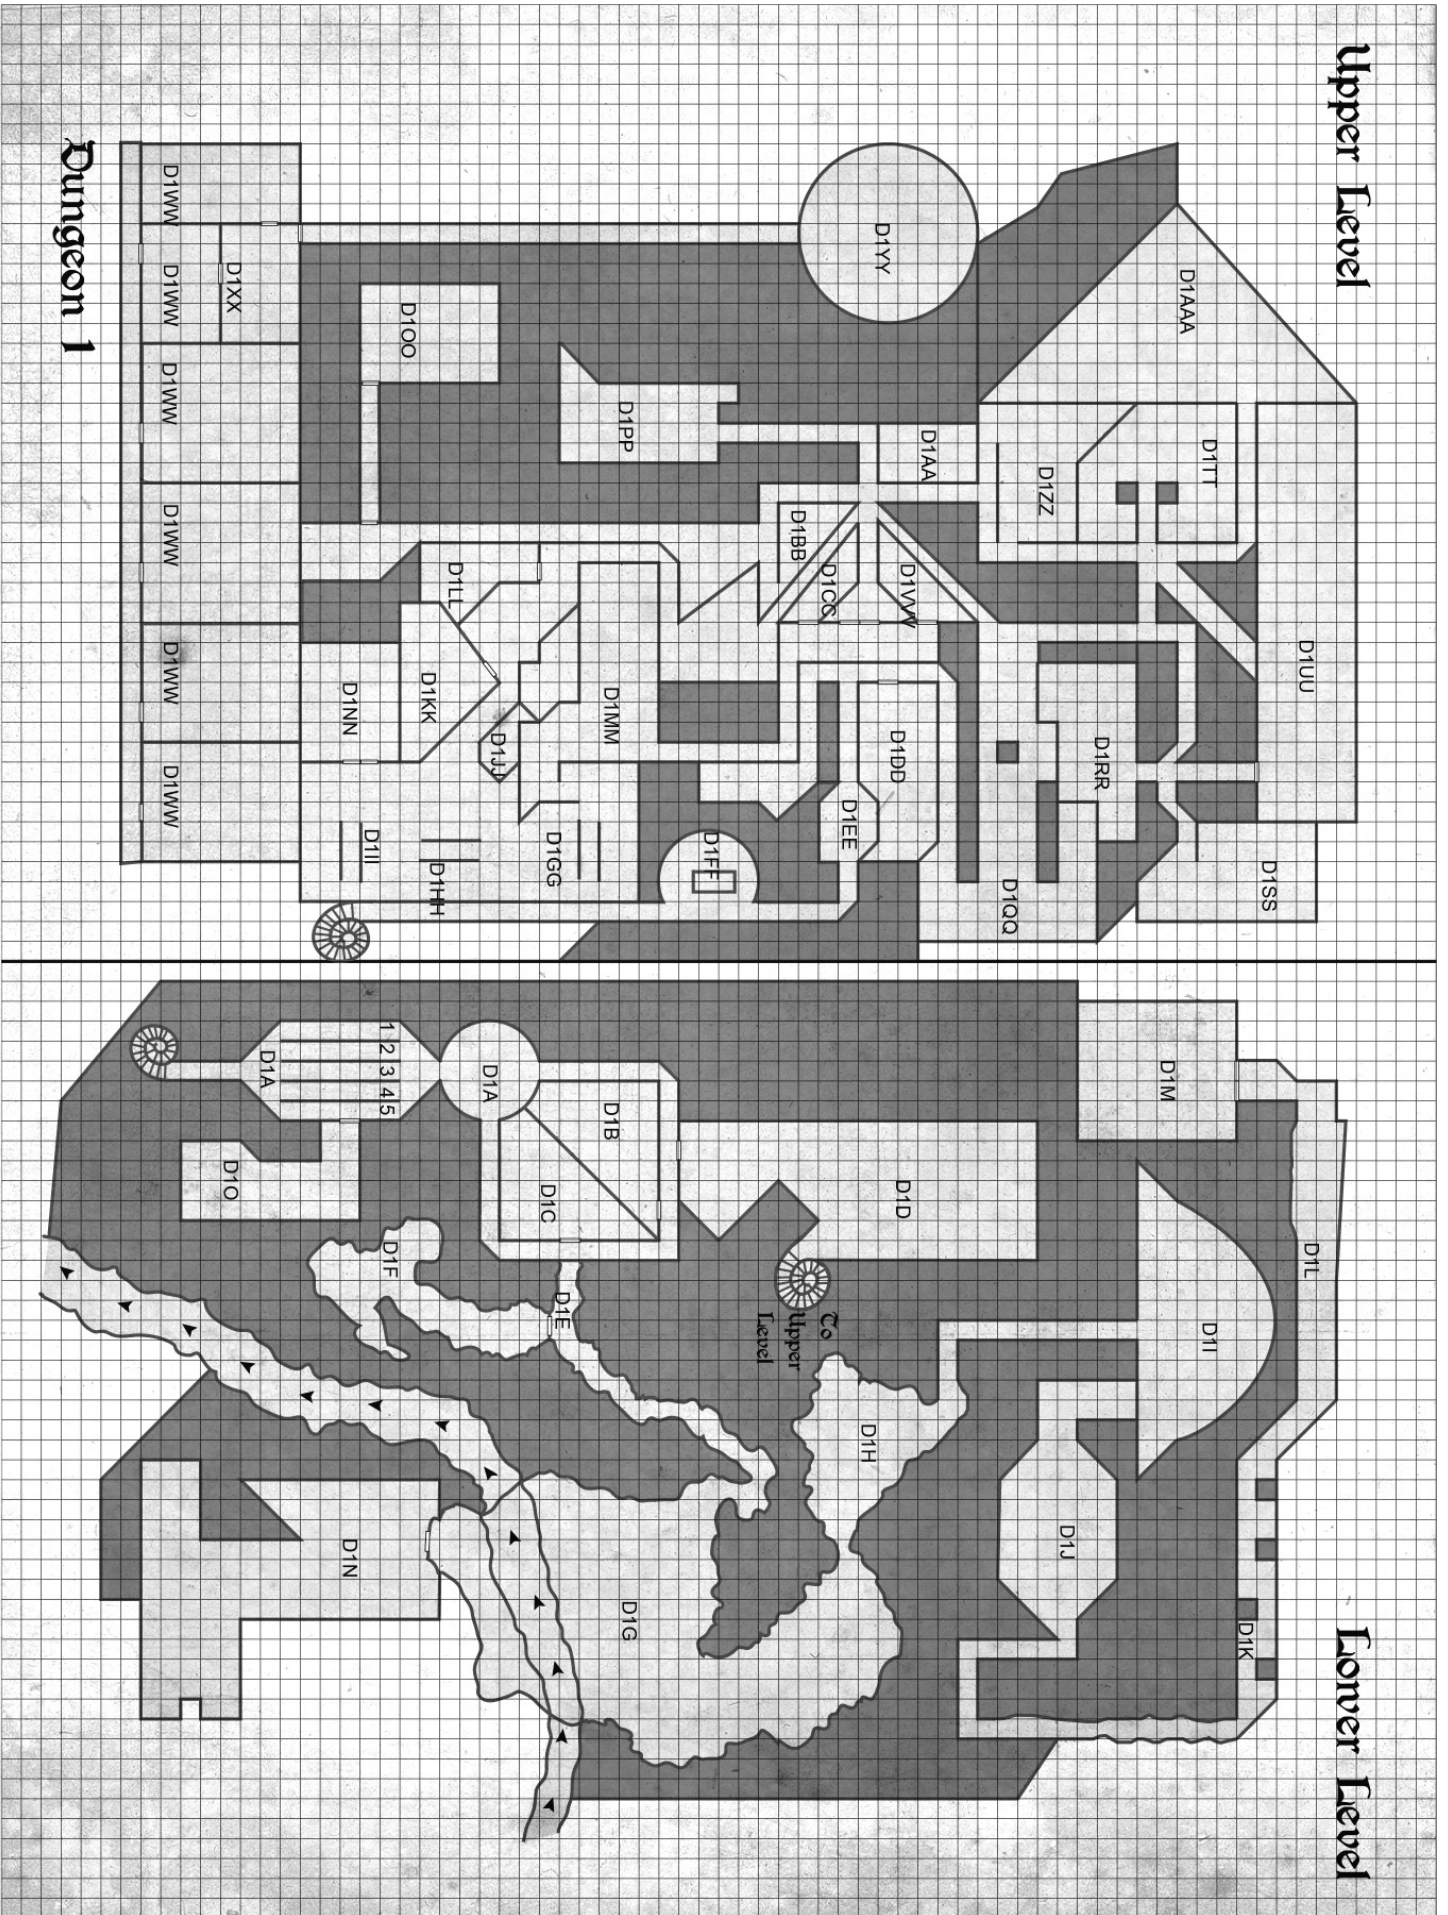 Upper Level
D1UU
D1SS
D1TT
D1AAA
D1RR
D1ZZ
D1QQ
D1AA
D1VVV
D1DD
D1YY
D1EE
D1CC
D1BB
D1FF
D1PP
D1MM
D1GG
D1JJ
D1LL
D1HH
D1KK
D1OO
D1II
D1NN
D1XX
D1WW D1WW D1WW D1WW D1WW D1WW
Dungeon 1
Lower Level
D1L
D1K
D1I
D1M
D1J
D1D
D1H
To
Upper
Level
D1G
D1B
D1E
D1C
D1A
D1F
1 2 3 4 5
D1N
D1A
D1O